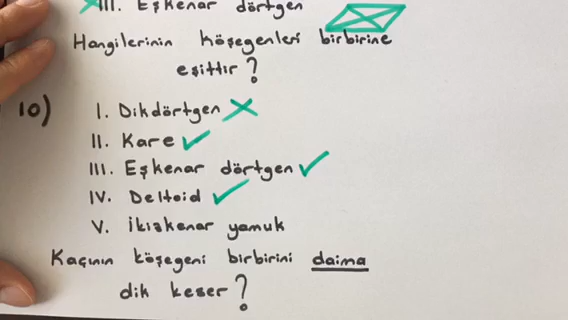 III. Eşkenar dörtgen
Hangilerinin köşegenleri birbirine
eşittir?
10) I. Dikdörtgen
II. Kare
III. Eşkenar dörtgen
IV. Deltoid
V. İkizkenar yamuk
Kaçının köşegeni birbirini daima
dik keser?